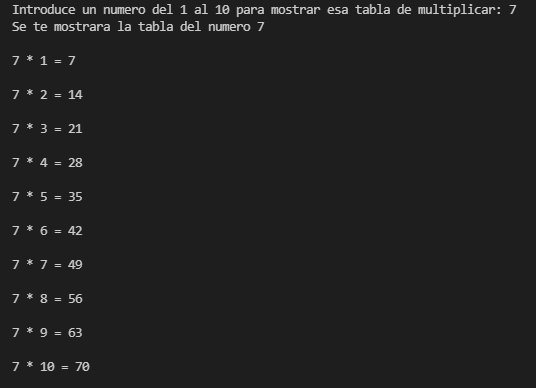 Introduce un numero del 1 al 10 para mostrar esa tabla de multiplicar: 7
Se te mostrara la tabla del numero 7
7 * 1 = 7
7 * 2 = 14
7 * 3 = 21
7 * 4 = 28
7 * 5 = 35
7 * 6 = 42
7 * 7 = 49
7 * 8 = 56
7 * 9 = 63
7 * 10 = 70